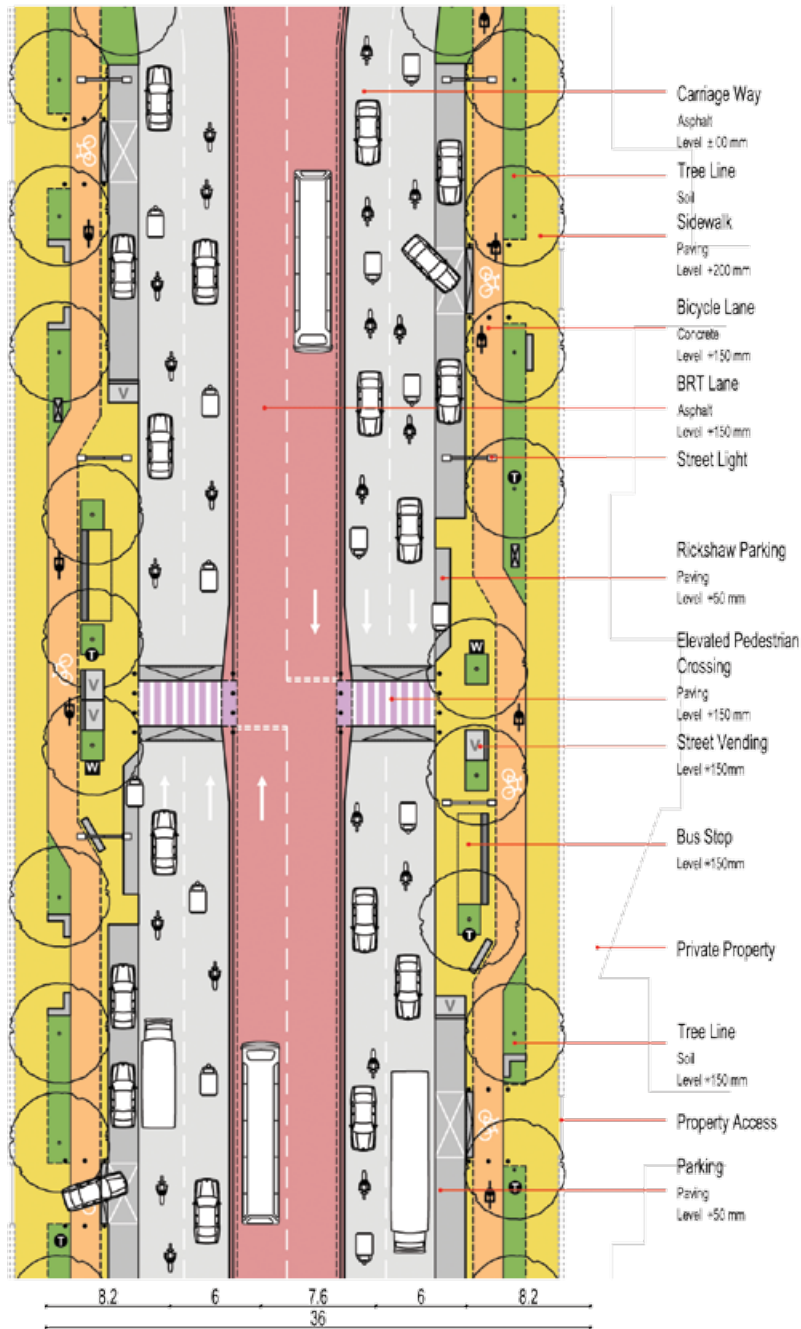 Carriage Way
Asphalt
Level ±00 mm
Tree Line
Soil
Sidewalk
Paving
Level +200 mm
Bicycle Lane
Concrete
Level +150 mm
BRT Lane
Asphalt
Level +150 mm
Street Light
Rickshaw Parking
Paving
Level +50 mm
Elevated Pedestrian
Crossing
Paving
Level +150 mm
Street Vending
Level +150mm
Bus Stop
Level +150mm
Private Property
Tree Line
Soil
Level +150 mm
Property Access
Parking
Paving
Level +50 mm
V
T
T
W
V
V
V
W
T
V
T
T
8.2 6 7.6 6 8.2
36